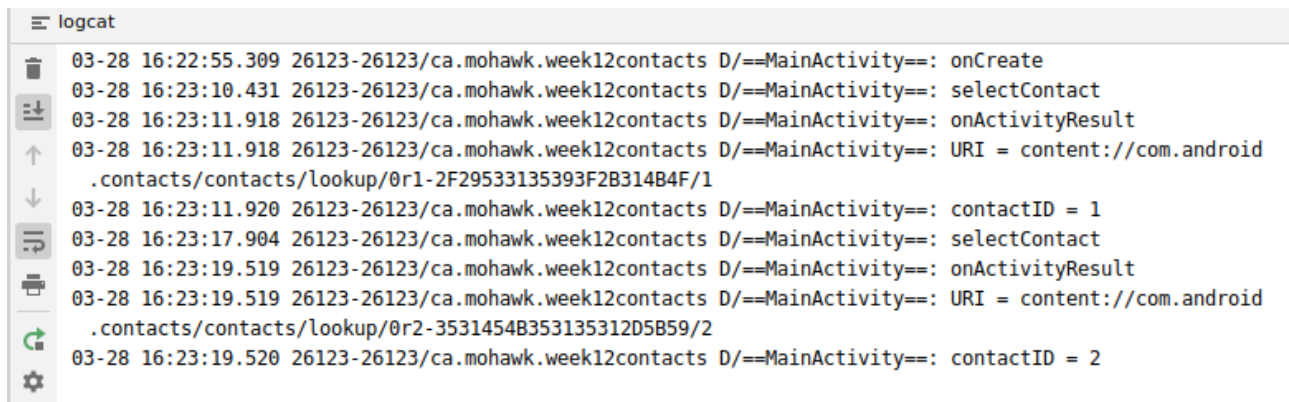 logcat
03-28 16:22:55.309 26123-26123/ca.mohawk.week12contacts D/==MainActivity==: onCreate
03-28 16:23:10.431 26123-26123/ca.mohawk.week12contacts D/==MainActivity==: selectContact
03-28 16:23:11.918 26123-26123/ca.mohawk.week12contacts D/==MainActivity==: onActivityResult
03-28 16:23:11.918 26123-26123/ca.mohawk.week12contacts D/==MainActivity==: URI = content://com.android
.contacts/contacts/lookup/0r1-2F29533135393F2B314B4F/1
03-28 16:23:11.920 26123-26123/ca.mohawk.week12contacts D/==MainActivity==: contactID = 1
03-28 16:23:17.904 26123-26123/ca.mohawk.week12contacts D/==MainActivity==: selectContact
03-28 16:23:19.519 26123-26123/ca.mohawk.week12contacts D/==MainActivity==: onActivityResult
03-28 16:23:19.519 26123-26123/ca.mohawk.week12contacts D/==MainActivity==: URI = content://com.android
.contacts/contacts/lookup/0r2-3531454B353135312D5B59/2
03-28 16:23:19.520 26123-26123/ca.mohawk.week12contacts D/==MainActivity==: contactID = 2